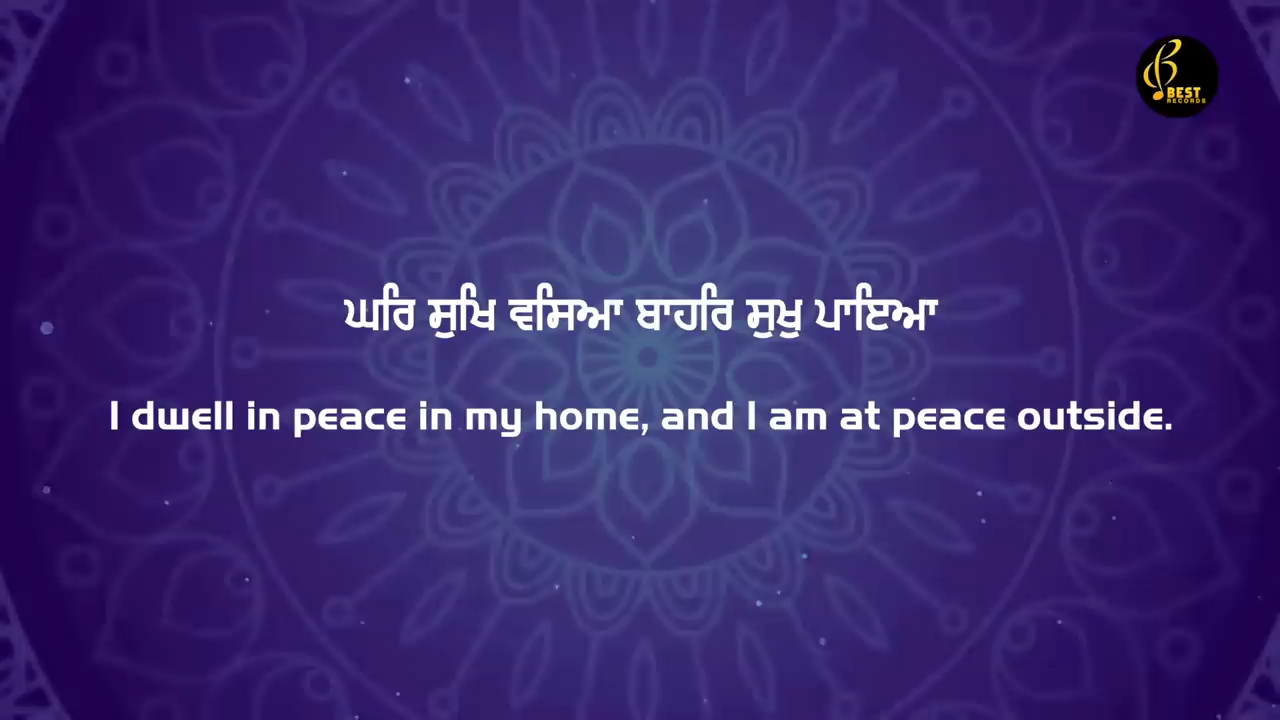 BEST
RECORDS
ਘਰਿ ਸੁਖਿ ਵਸਿਆ ਬਾਹਰਿ ਸੁਖੁ ਪਾਇਆ
I dwell in peace in my home, and I am at peace outside.